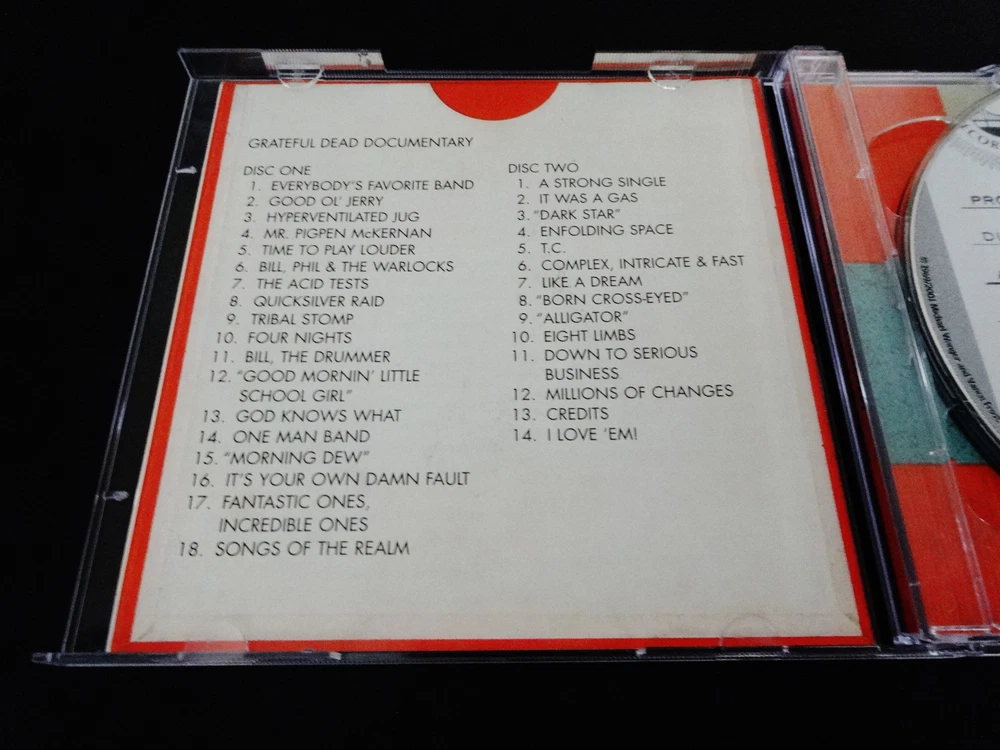 GRATEFUL DEAD DOCUMENTARY
DISC ONE
1. EVERYBODY'S FAVORITE BAND
2. GOOD OL' JERRY
3. HYPERVENTILATED JUG
4. MR. PIGPEN McKERNAN
5. TIME TO PLAY LOUDER
6. BILL, PHIL & THE WARLOCKS
7. THE ACID TESTS
8. QUICKSILVER RAID
9. TRIBAL STOMP
10. FOUR NIGHTS
11. BILL, THE DRUMMER
12. "GOOD MORNIN' LITTLE
SCHOOL GIRL"
13. GOD KNOWS WHAT
14. ONE MAN BAND
15. "MORNING DEW"
16. IT'S YOUR OWN DAMN FAULT
17. FANTASTIC ONES,
INCREDIBLE ONES
18. SONGS OF THE REALM
DISC TWO
1. A STRONG SINGLE
2. IT WAS A GAS
3. "DARK STAR"
4. ENFOLDING SPACE
5. T.C.
6. COMPLEX, INTRICATE & FAST
7. LIKE A DREAM
8. "BORN CROSS-EYED"
9. "ALLIGATOR"
10. EIGHT LIMBS
11. DOWN TO SERIOUS
BUSINESS
12. MILLIONS OF CHANGES
13. CREDITS
14. I LOVE 'EM!
Michael Wanger and Vance